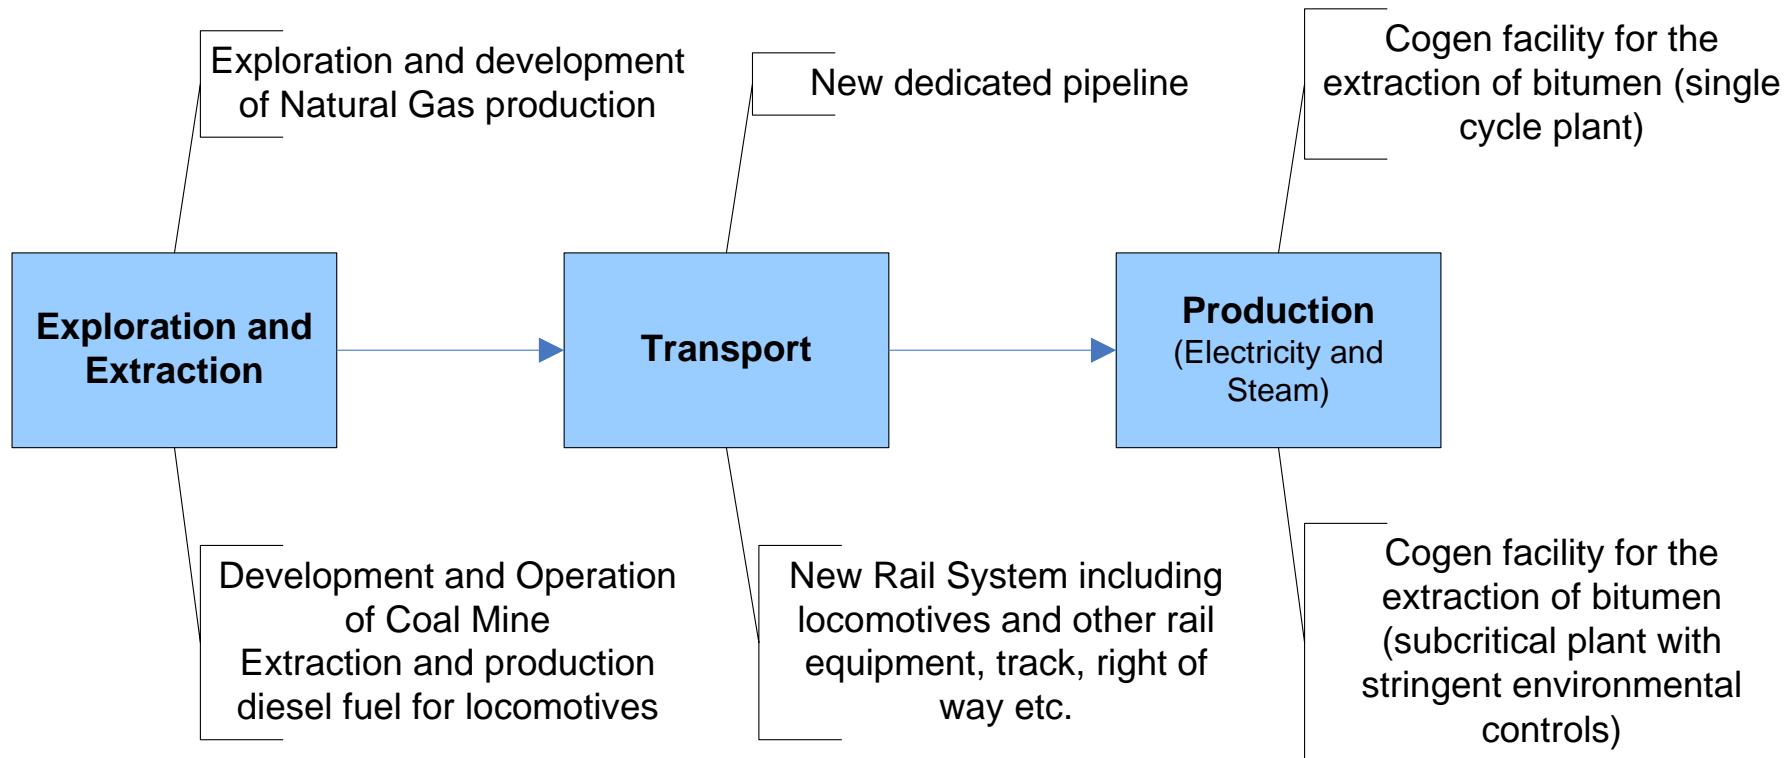 Exploration and development
of Natural Gas production
New dedicated pipeline
Cogen facility for the
extraction of bitumen (single
cycle plant)
Exploration and
Extraction
Transport
Production
(Electricity and
Steam)
Development and Operation
of Coal Mine
Extraction and production
diesel fuel for locomotives
New Rail System including
locomotives and other rail
equipment, track, right of
way etc.
Cogen facility for the
extraction of bitumen
(subcritical plant with
stringent environmental
controls)